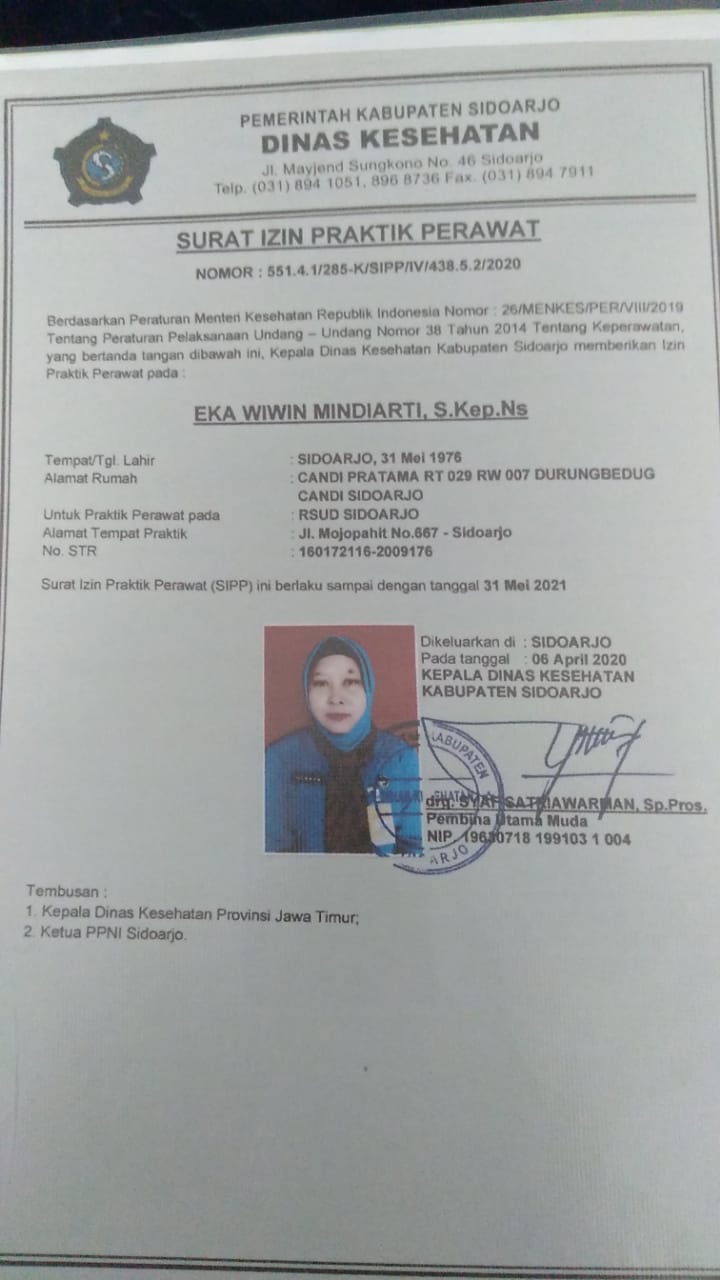 PEMERINTAH KABUPATEN SIDOARJO
DINAS KESEHATAN
Jl. Mayjend Sungkono No. 46 Sidoarjo
Telp. (031) 894 1051, 896 8736 Fax. (031) 894 7911
SURAT IZIN PRAKTIK PERAWAT
NOMOR : 551.4.1/285-K/SIPP/IV/438.5.2/2020
Berdasarkan Peraturan Menteri Kesehatan Republik Indonesia Nomor : 26/MENKES/PER/VIII/2019
Tentang Peraturan Pelaksanaan Undang – Undang Nomor 38 Tahun 2014 Tentang Keperawatan,
yang bertanda tangan dibawah ini, Kepala Dinas Kesehatan Kabupaten Sidoarjo memberikan Izin
Praktik Perawat pada :
EKA WIWIN MINDIARTI, S.Kep.Ns
Tempat/Tgl. Lahir : SIDOARJO, 31 Mei 1976
Alamat Rumah : CANDI PRATAMA RT 029 RW 007 DURUNGBEDUG
CANDI SIDOARJO
Untuk Praktik Perawat pada : RSUD SIDOARJO
Alamat Tempat Praktik : Jl. Mojopahit No.667 - Sidoarjo
No. STR : 160172116-2009176
Surat Izin Praktik Perawat (SIPP) ini berlaku sampai dengan tanggal 31 Mei 2021
Dikeluarkan di : SIDOARJO
Pada tanggal : 06 April 2020
KEPALA DINAS KESEHATAN
KABUPATEN SIDOARJO
KABUPATEN
drg. SYAF SATRIAWARMAN, Sp.Pros.
Pembina Utama Muda
NIP. 19630718 199103 1 004
Tembusan :
1. Kepala Dinas Kesehatan Provinsi Jawa Timur;
2. Ketua PPNI Sidoarjo.